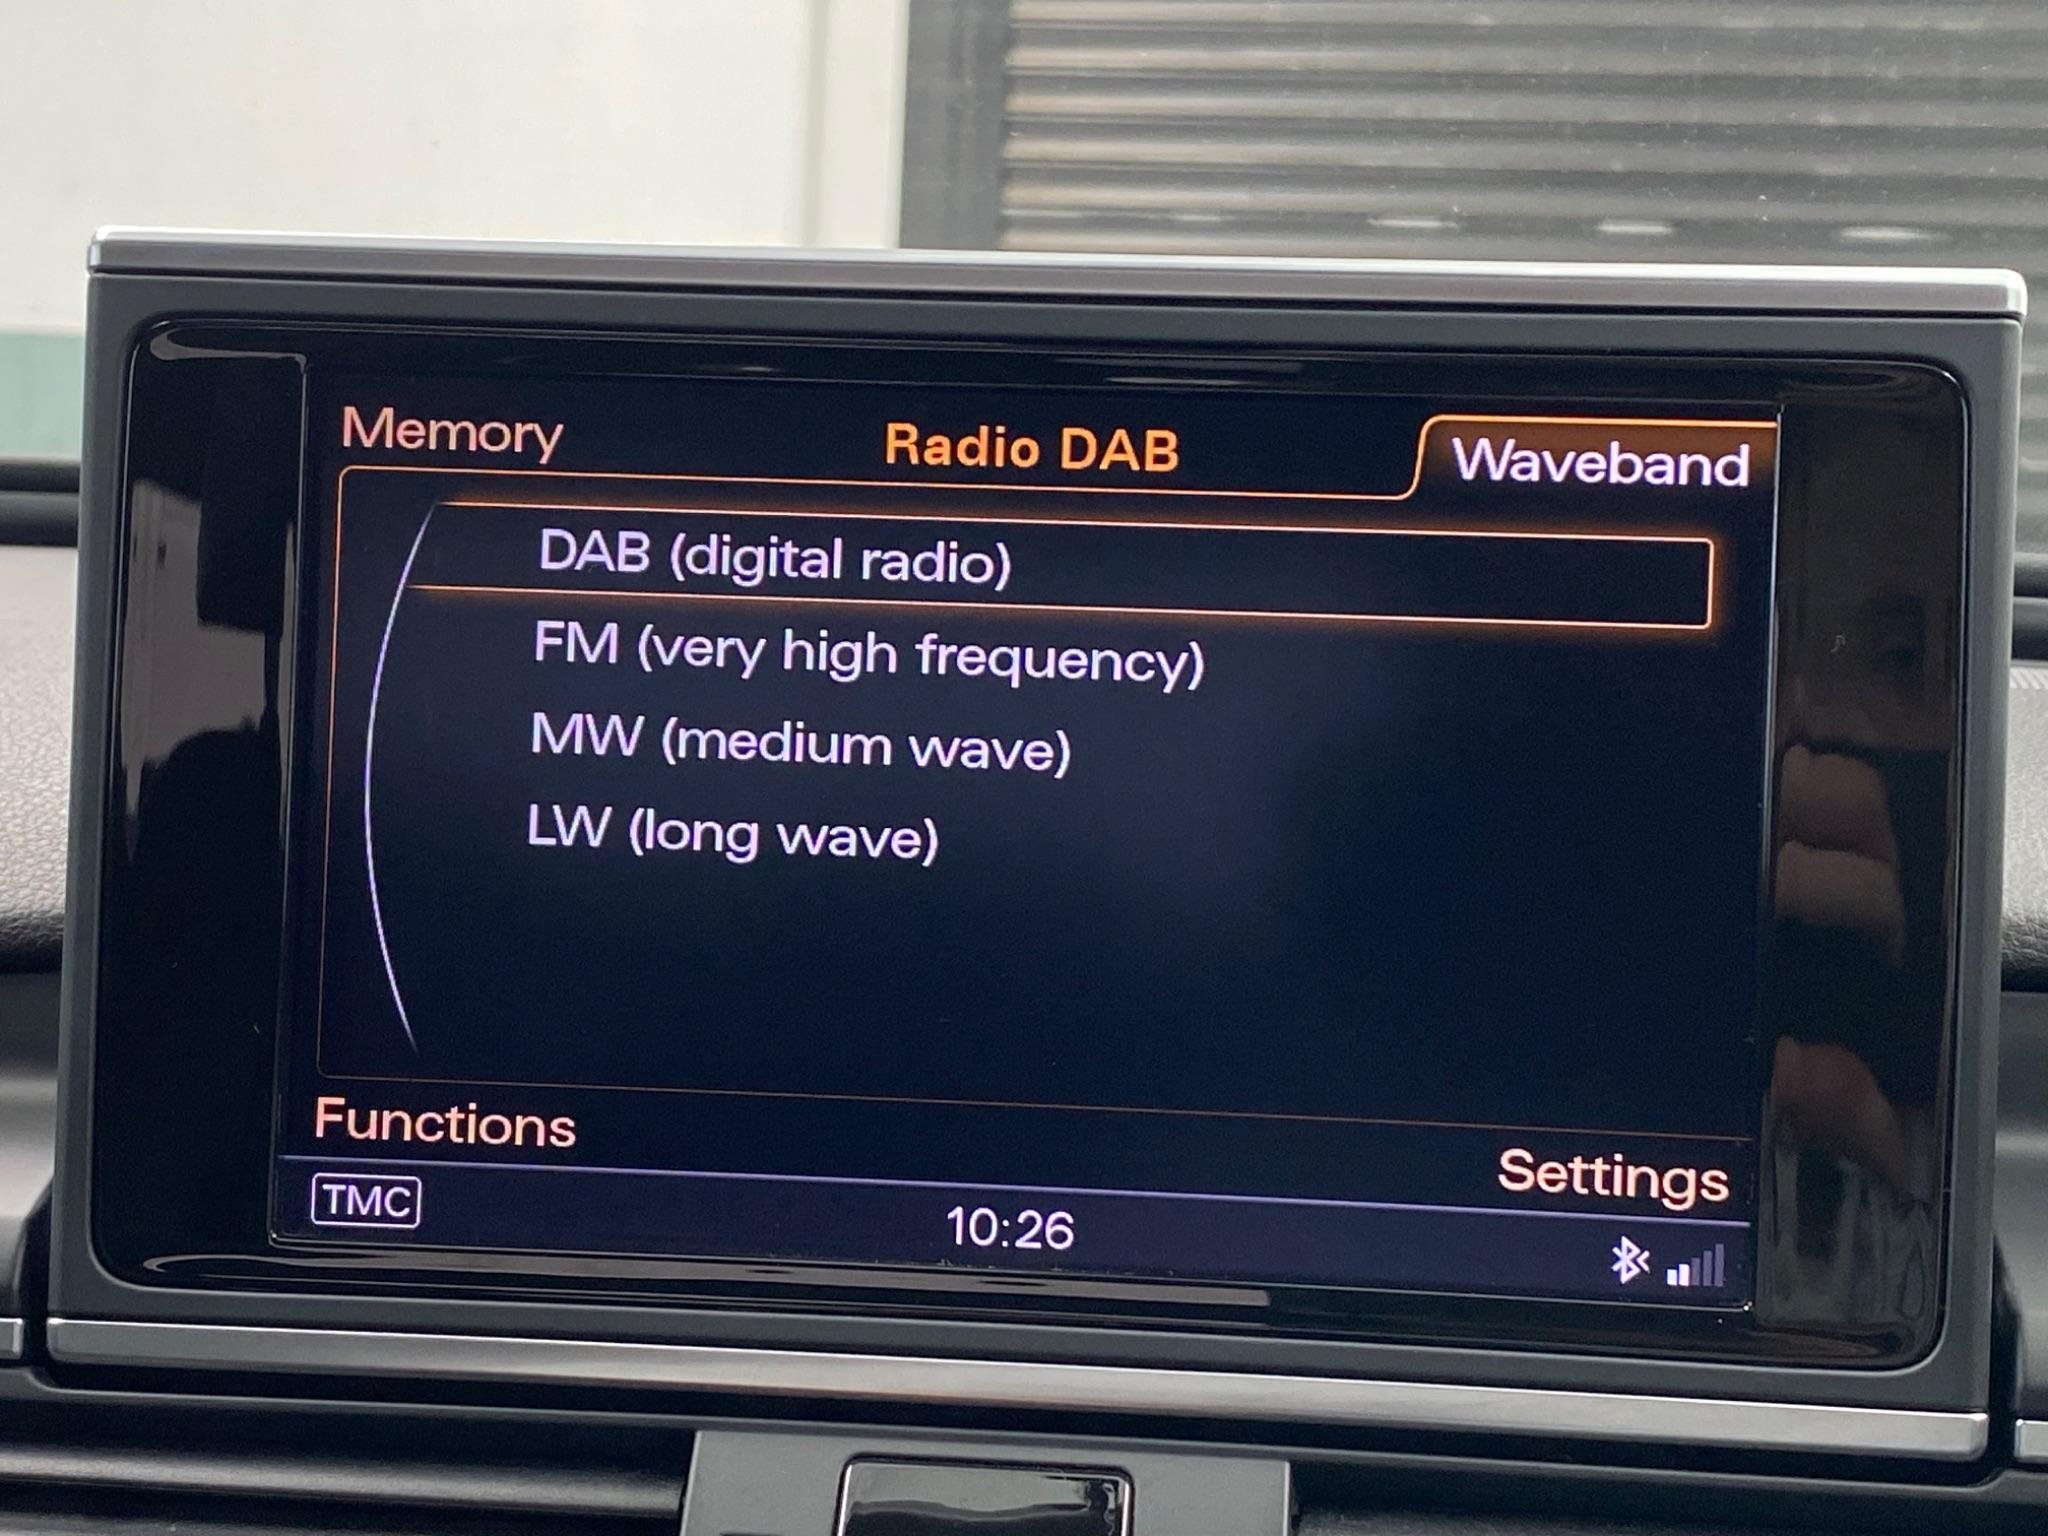 Memory
Radio DAB
Waveband
DAB (digital radio)
FM (very high frequency)
MW (medium wave)
LW (long wave)
Functions
Settings
TMC
10:26